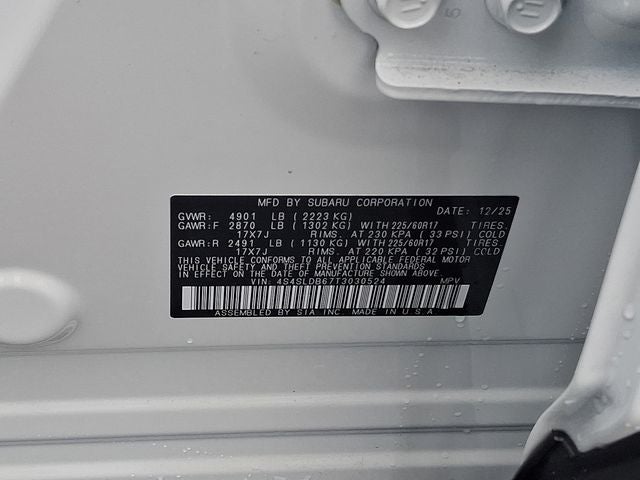 MFD BY SUBARU CORPORATION
DATE: 12/25
GVWR: 4901 LB (2223 KG)
GAWR:F 2870 LB (1302 KG) WITH 225/60R17 TIRES.
17X7J RIMS. AT 230 KPA (33 PSI) COLD
GAWR:R 2491 LB (1130 KG) WITH 225/60R17 TIRES.
17X7J RIMS. AT 220 KPA (32 PSI) COLD
THIS VEHICLE CONFORMS TO ALL APPLICABLE FEDERAL MOTOR
VEHICLE SAFETY AND THEFT PREVENTION STANDARDS
IN EFFECT ON THE DATE OF MANUFACTURE SHOWN ABOVE.
VIN: 4S4SLDB67T3030524 MPV
ASSEMBLED BY SIA INC. MADE IN U.S.A